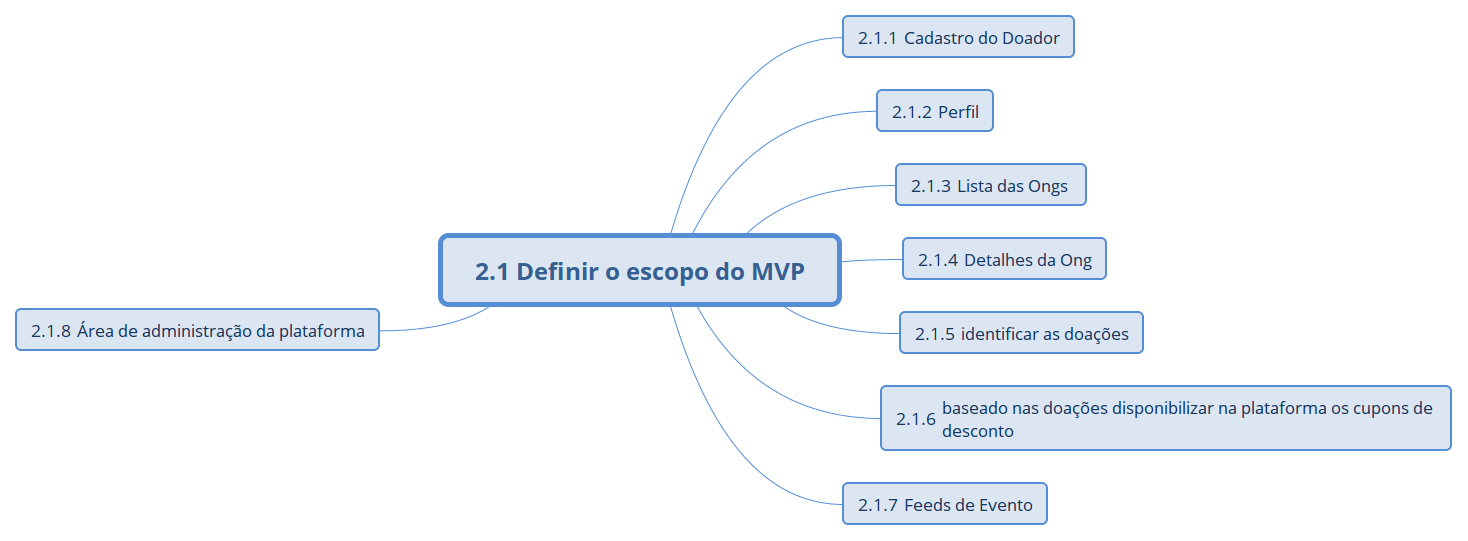 2.1 Definir o escopo do MVP
2.1.1 Cadastro do Doador
2.1.2 Perfil
2.1.3 Lista das Ongs
2.1.4 Detalhes da Ong
2.1.5 identificar as doações
2.1.6 baseado nas doações disponibilizar na plataforma os cupons de
desconto
2.1.7 Feeds de Evento
2.1.8 Área de administração da plataforma